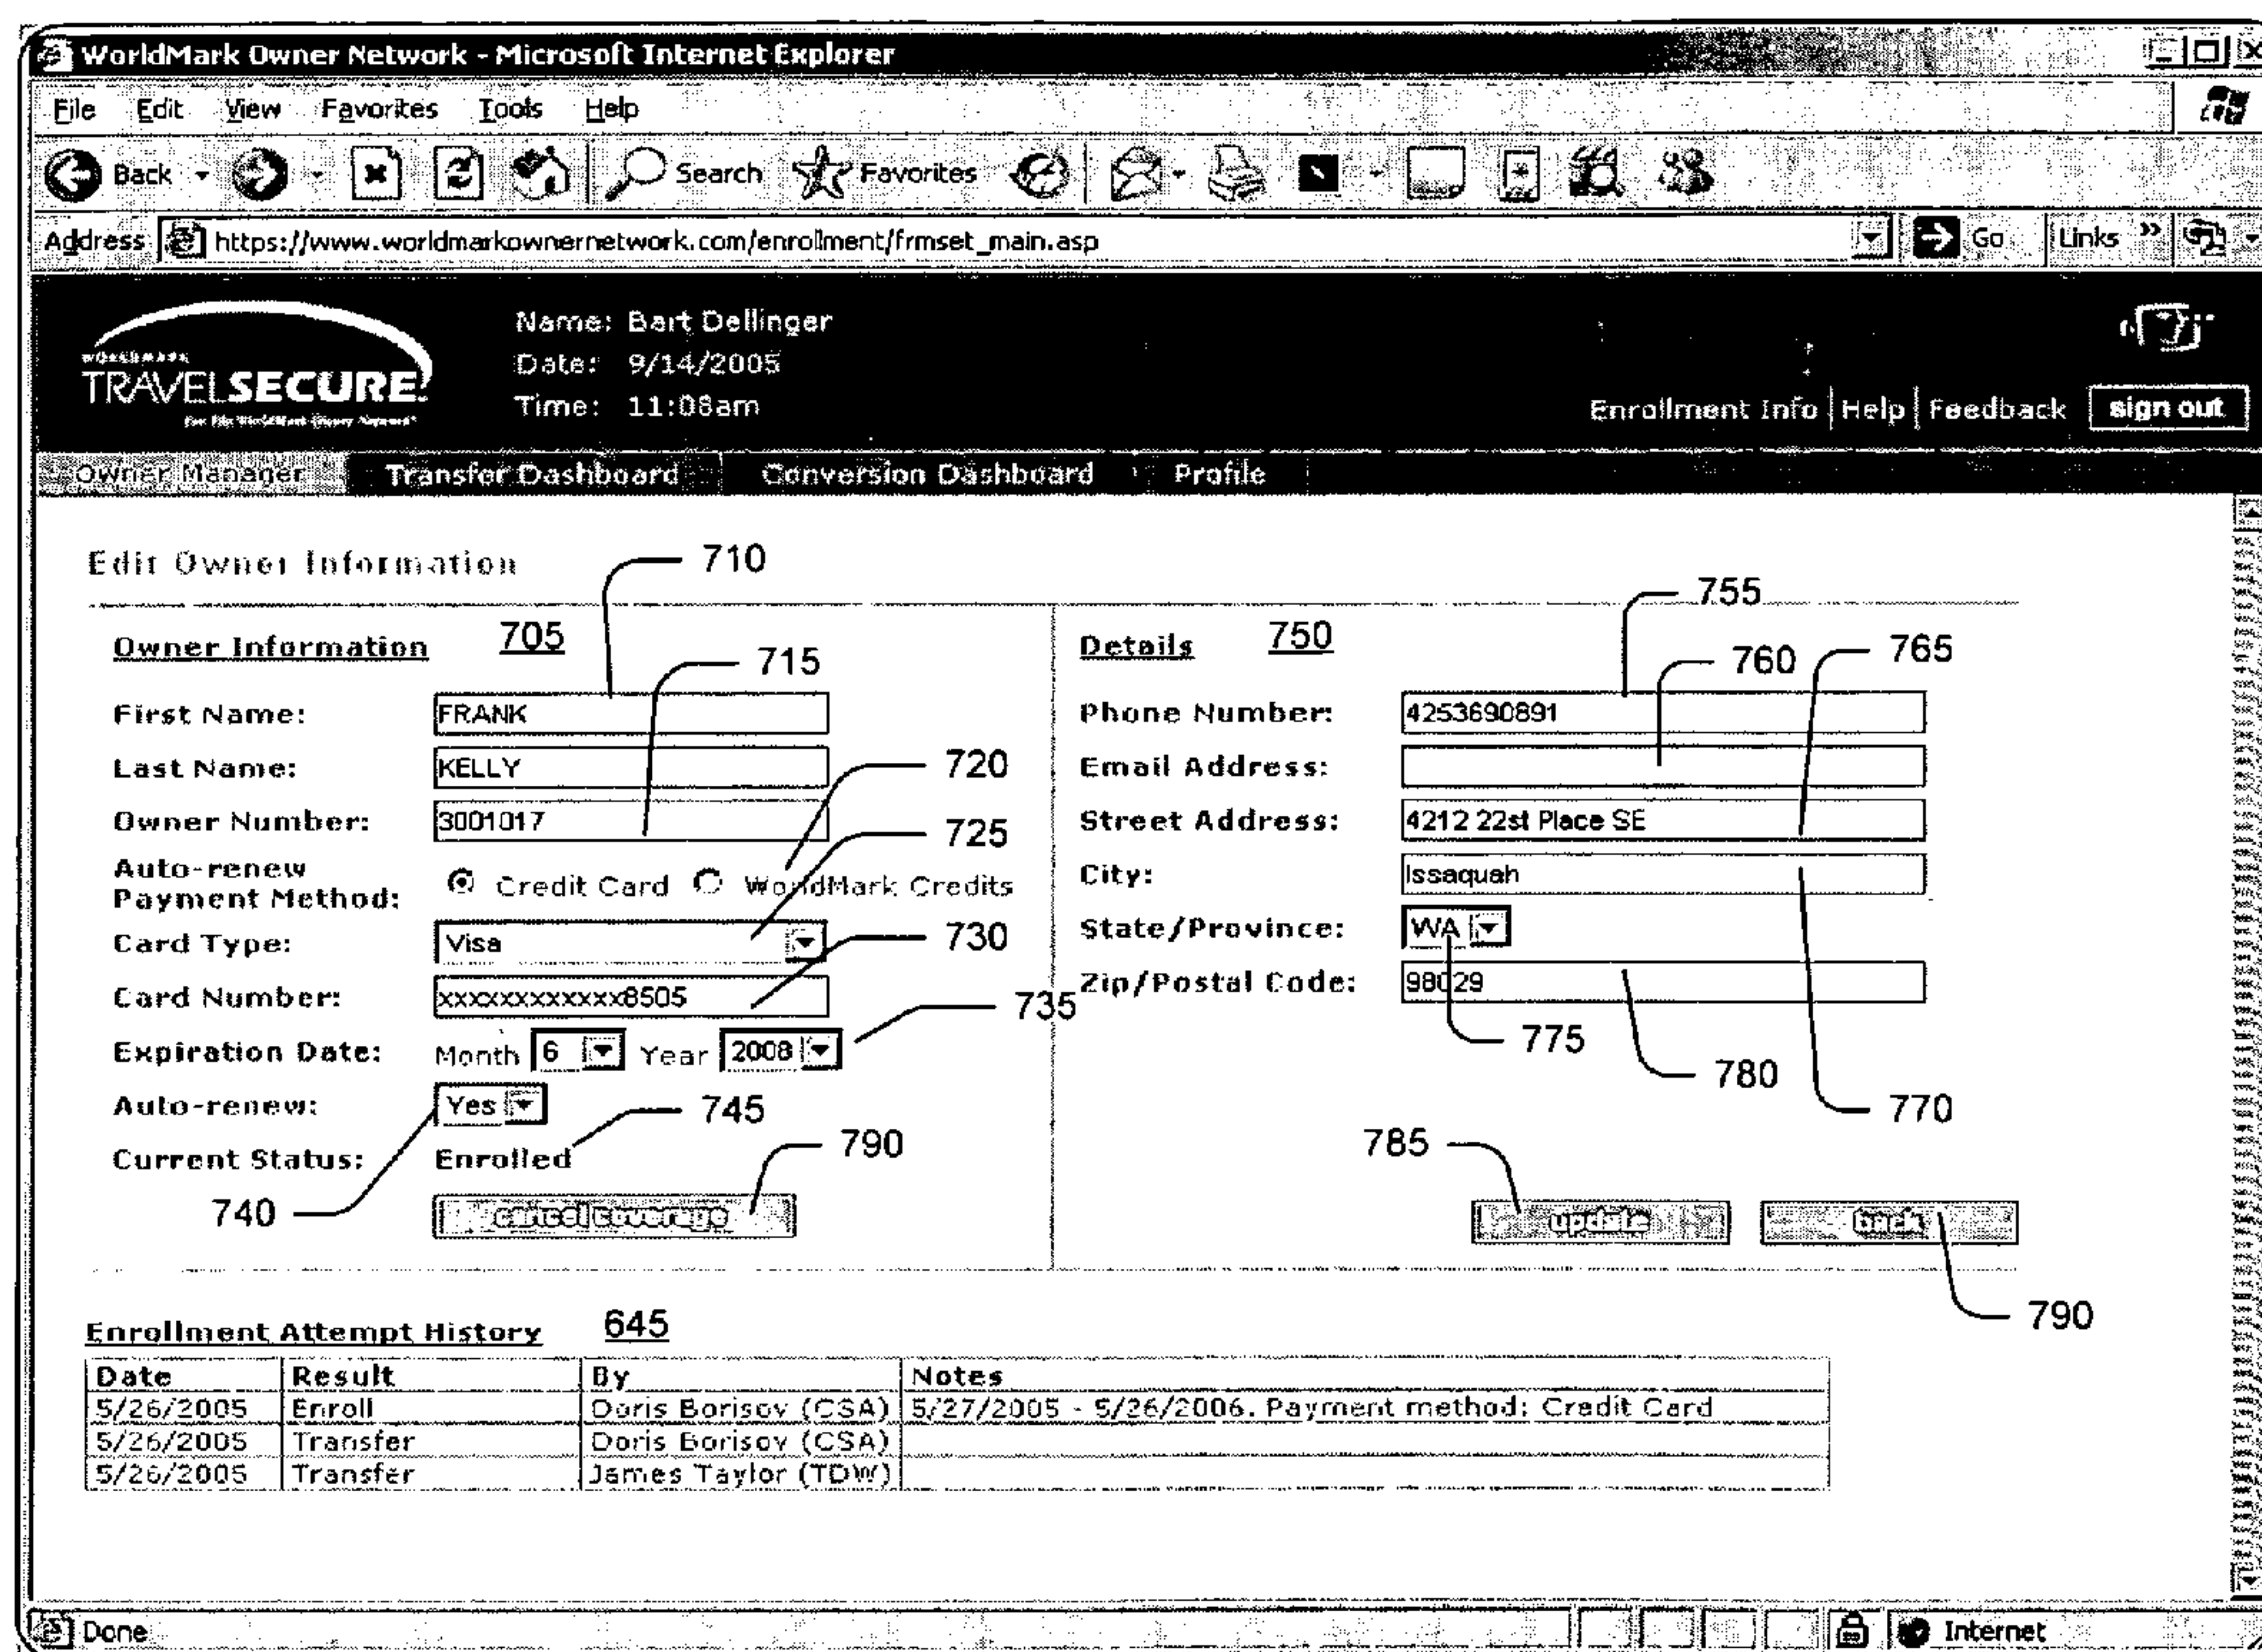 WorldMark Owner Network - Microsoft Internet Explorer
File Edit View Favorites Tools Help
Back Search Favorites
Address https://www.worldmarkownernetwork.com/enrollment/frmset_main.asp Go Links »
WORLDMARK
TRAVELSECURE
Name: Bart Dellinger
Date: 9/14/2005
Time: 11:08am
Enrollment Info | Help | Feedback sign out
Owner Manager Transfer Dashboard Conversion Dashboard Profile
Edit Owner Information 710
755
Owner Information 705
715
First Name: FRANK
Last Name: KELLY 720
Owner Number: 3001017 725
Auto-renew
Payment Method: Credit Card WorldMark Credits
Card Type: Visa 730
Card Number: xxxxxxxxxxxx8505 735
Expiration Date: Month 6 Year 2008
Auto-renew: Yes 745
Current Status: Enrolled 790
740 cancel coverage
Details 750
760 765
Phone Number: 4253690891
Email Address:
Street Address: 4212 22st Place SE
City: Issaquah
State/Province: WA
Zip/Postal Code: 98029
775
780
770
785
update back
790
Enrollment Attempt History 645
Date Result By Notes
5/26/2005 Enroll Doris Borisov (CSA) 5/27/2005 - 5/26/2006. Payment method: Credit Card
5/26/2005 Transfer Doris Borisov (CSA)
5/26/2005 Transfer James Taylor (TDW)
Done Internet